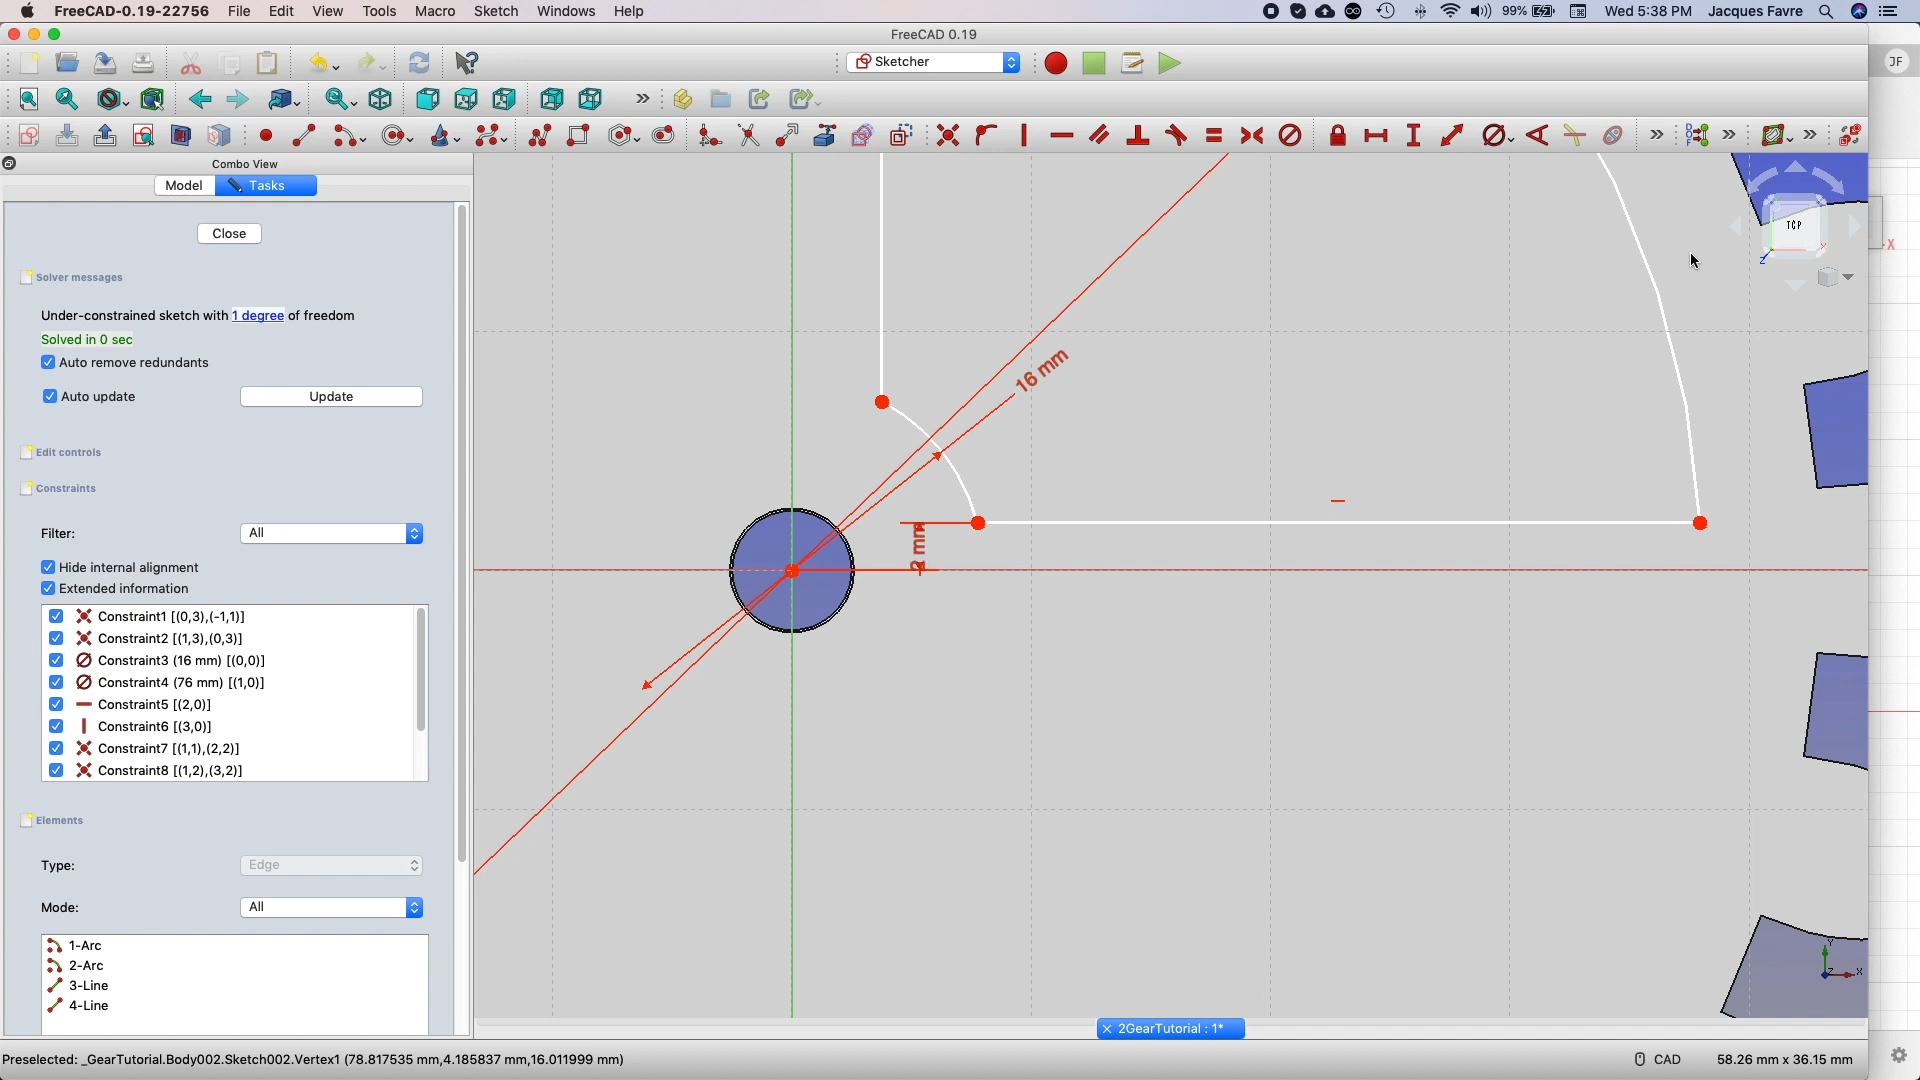 FreeCAD-0.19-22756 File Edit View Tools Macro Sketch Windows Help 99% Wed 5:38 PM Jacques Favre
FreeCAD 0.19
Sketcher
JF
Combo View
Model Tasks
Close
Solver messages
Under-constrained sketch with 1 degree of freedom
Solved in 0 sec
Auto remove redundants
Auto update Update
Edit controls
Constraints
Filter: All
Hide internal alignment
Extended information
Constraint1 [(0,3),(-1,1)]
Constraint2 [(1,3),(0,3)]
Constraint3 (16 mm) [(0,0)]
Constraint4 (76 mm) [(1,0)]
Constraint5 [(2,0)]
Constraint6 [(3,0)]
Constraint7 [(1,1),(2,2)]
Constraint8 [(1,2),(3,2)]
Elements
Type: Edge
Mode: All
1-Arc
2-Arc
3-Line
4-Line
16 mm
2 mm
TOP
Z
X
-X
Y
Z
X
2GearTutorial : 1*
Preselected: _GearTutorial.Body002.Sketch002.Vertex1 (78.817535 mm,4.185837 mm,16.011999 mm)
CAD 58.26 mm x 36.15 mm